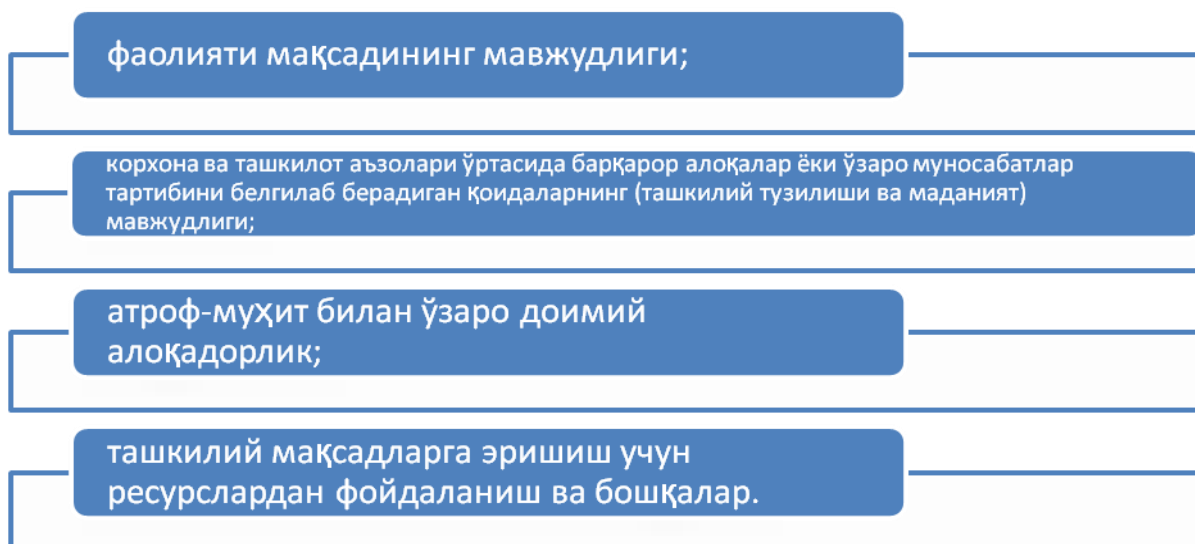 фаолияти мақсадининг мавжудлиги;
корхона ва ташкилот аъзолари ўртасида барқарор алоқалар ёки ўзаро муносабатлар
тартибини белгилаб берадиган қоидаларнинг (ташкилий тузилиши ва маданият)
мавжудлиги;
атроф-муҳит билан ўзаро доимий
алоқадорлик;
ташкилий мақсадларга эришиш учун
ресурслардан фойдаланиш ва бошқалар.